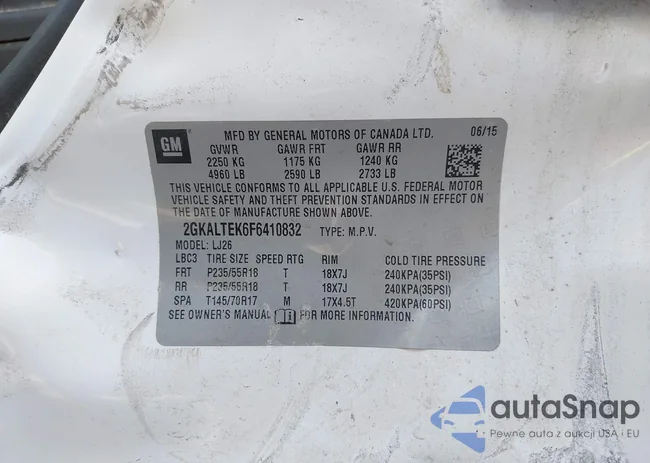 GM
MFD BY GENERAL MOTORS OF CANADA LTD. 06/15
GVWR GAWR FRT GAWR RR
2250 KG 1175 KG 1240 KG
4960 LB 2590 LB 2733 LB
THIS VEHICLE CONFORMS TO ALL APPLICABLE U.S. FEDERAL MOTOR
VEHICLE SAFETY AND THEFT PREVENTION STANDARDS IN EFFECT ON
THE DATE OF MANUFACTURE SHOWN ABOVE.
2GKALTEK6F6410832 TYPE: M.P.V.
MODEL: LJ26
LBC3 TIRE SIZE SPEED RTG RIM COLD TIRE PRESSURE
FRT P235/55R18 T 18X7J 240KPA(35PSI)
RR P235/55R18 T 18X7J 240KPA(35PSI)
SPA T145/70R17 M 17X4.5T 420KPA(60PSI)
SEE OWNER'S MANUAL FOR MORE INFORMATION.
autoSnap
Pewne auta z aukcji USA i EU